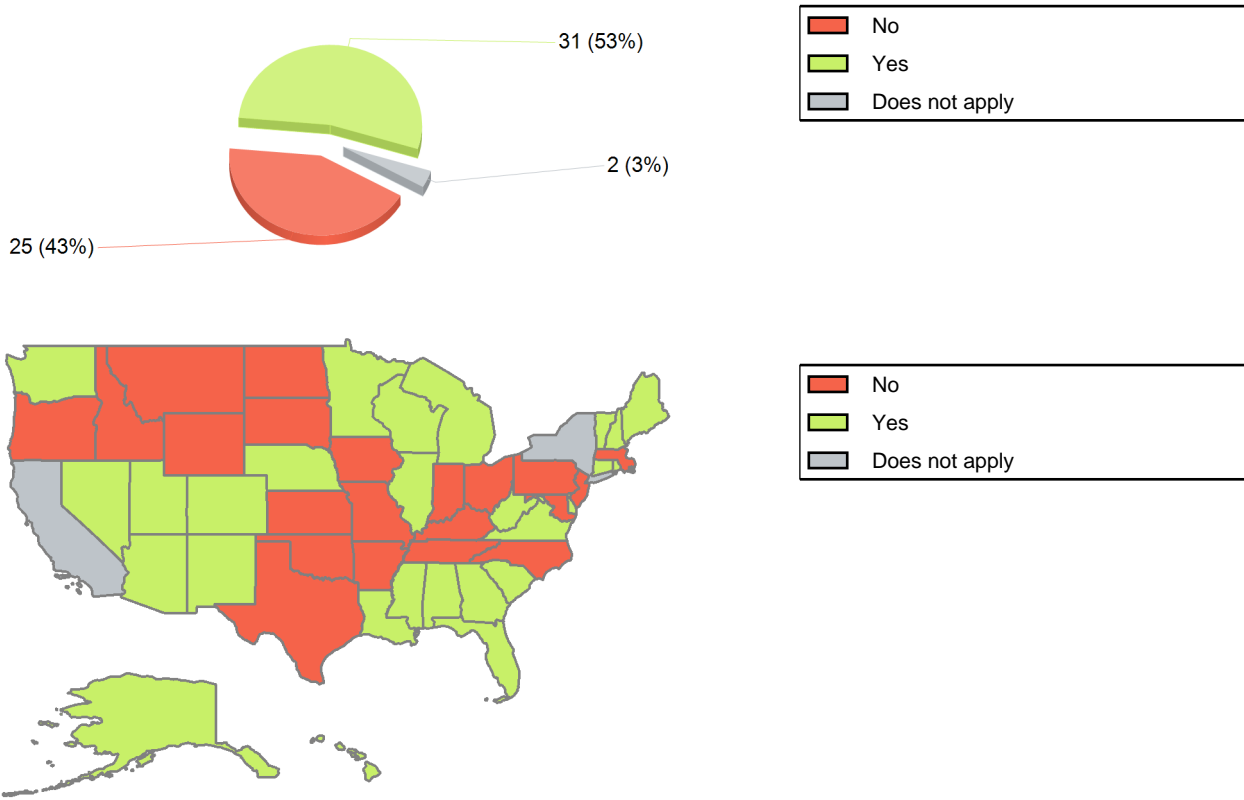 31 (53%)
2 (3%)
25 (43%)
No
Yes
Does not apply
No
Yes
Does not apply